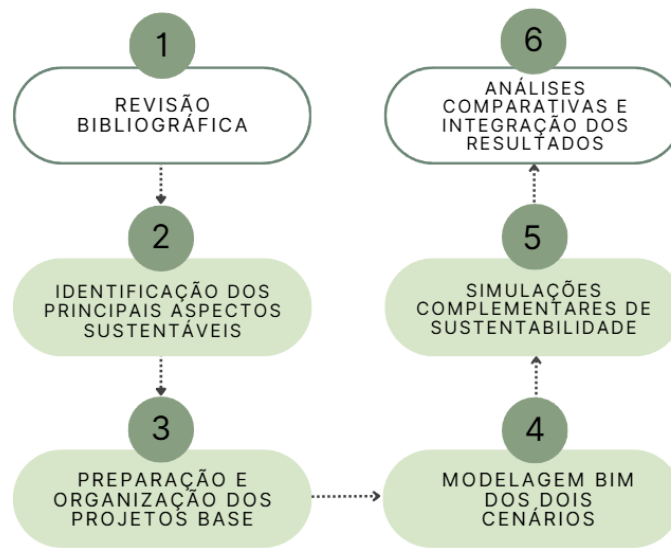 1
REVISÃO
BIBLIOGRÁFICA
2
IDENTIFICAÇÃO DOS
PRINCIPAIS ASPECTOS
SUSTENTÁVEIS
3
PREPARAÇÃO E
ORGANIZAÇÃO DOS
PROJETOS BASE
4
MODELAGEM BIM
DOS DOIS
CENÁRIOS
5
SIMULAÇÕES
COMPLEMENTARES DE
SUSTENTABILIDADE
6
ANÁLISES
COMPARATIVAS E
INTEGRAÇÃO DOS
RESULTADOS